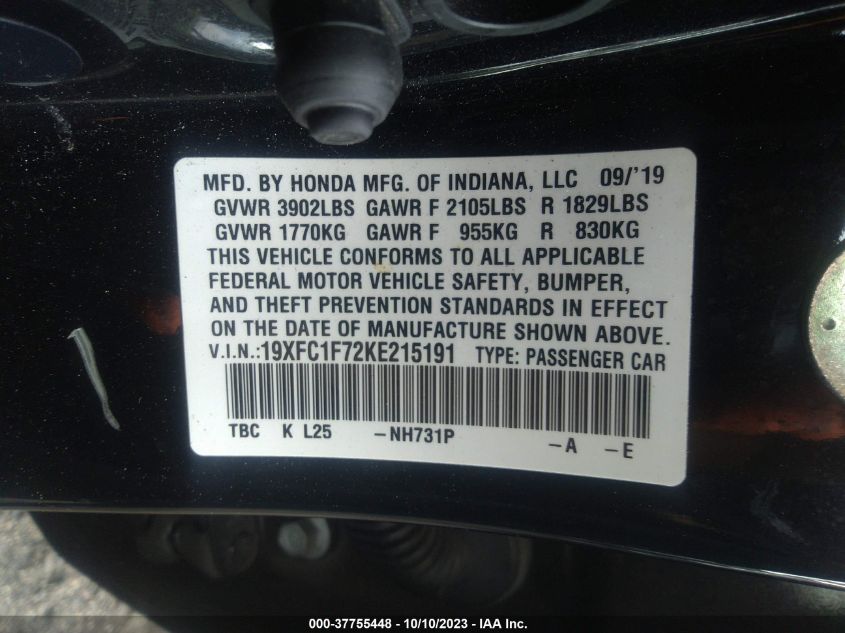 MFD. BY HONDA MFG. OF INDIANA, LLC 09/'19
GVWR 3902LBS GAWR F 2105LBS R 1829LBS
GVWR 1770KG GAWR F 955KG R 830KG
THIS VEHICLE CONFORMS TO ALL APPLICABLE
FEDERAL MOTOR VEHICLE SAFETY, BUMPER,
AND THEFT PREVENTION STANDARDS IN EFFECT
ON THE DATE OF MANUFACTURE SHOWN ABOVE.
V.I.N.:19XFC1F72KE215191 TYPE: PASSENGER CAR
TBC K L25 -NH731P -A -E
000-37755448 - 10/10/2023 - IAA Inc.